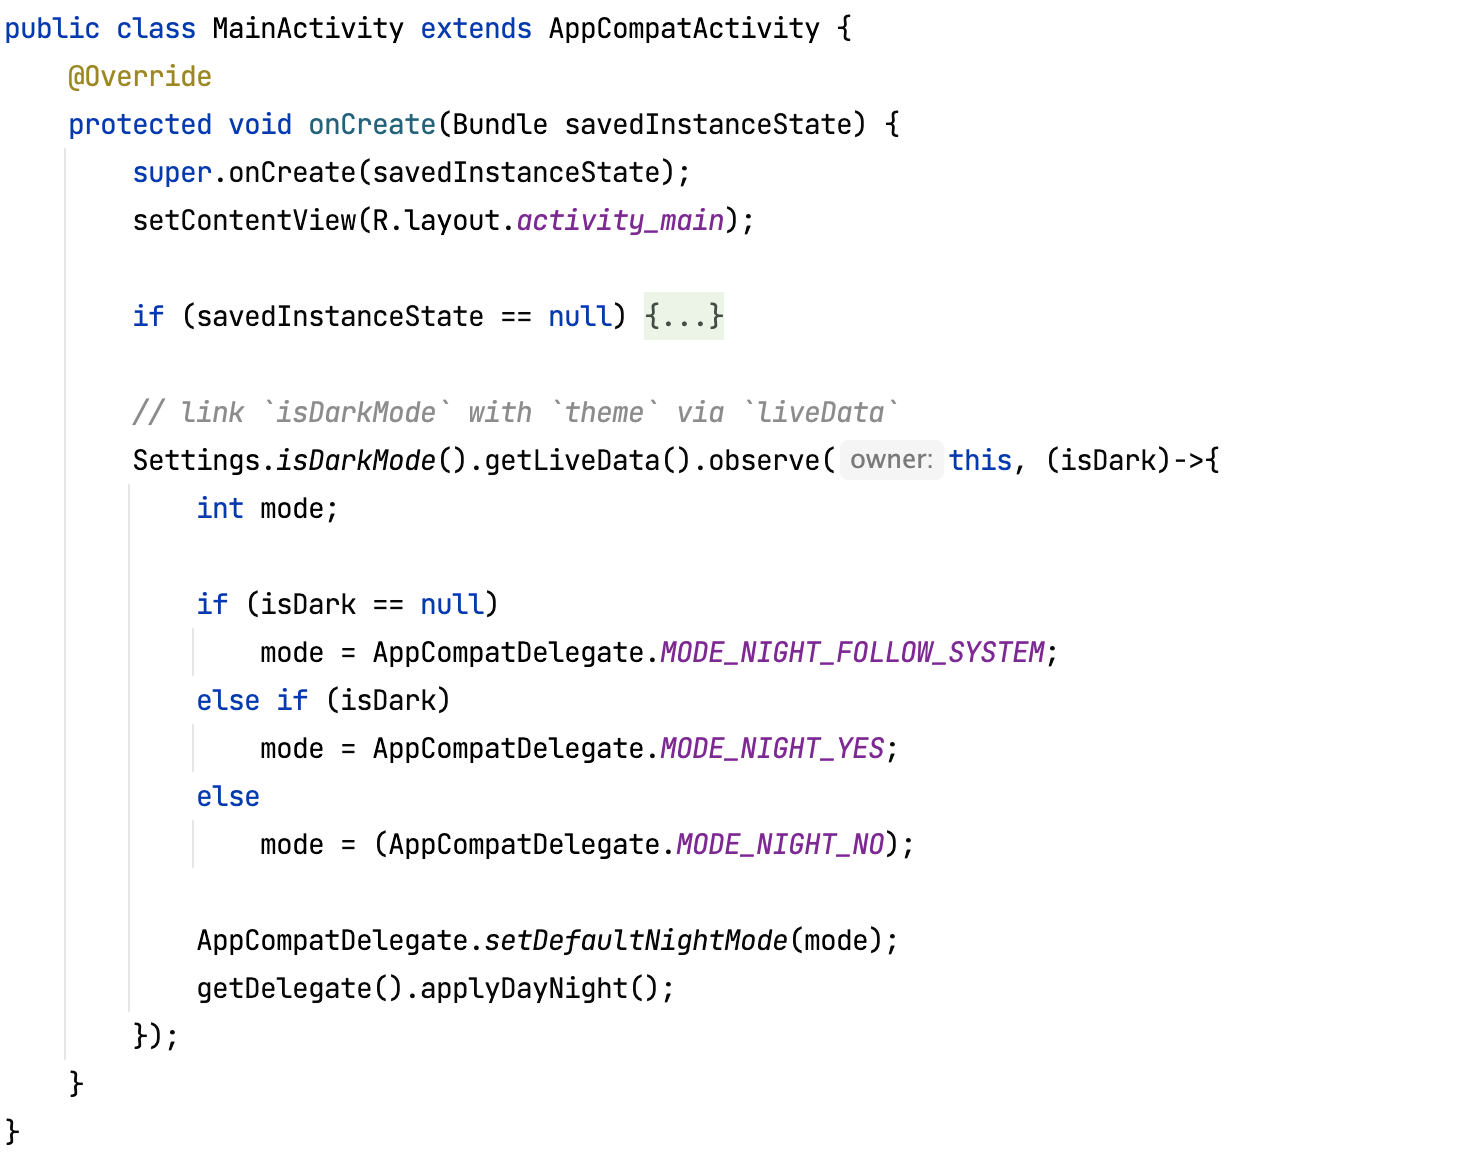 public class MainActivity extends AppCompatActivity {
    @Override
    protected void onCreate(Bundle savedInstanceState) {
        super.onCreate(savedInstanceState);
        setContentView(R.layout.activity_main);

        if (savedInstanceState == null) {...}

        // link `isDarkMode` with `theme` via `liveData`
        Settings.isDarkMode().getLiveData().observe( owner: this, (isDark)->{
            int mode;

            if (isDark == null)
                mode = AppCompatDelegate.MODE_NIGHT_FOLLOW_SYSTEM;
            else if (isDark)
                mode = AppCompatDelegate.MODE_NIGHT_YES;
            else
                mode = (AppCompatDelegate.MODE_NIGHT_NO);

            AppCompatDelegate.setDefaultNightMode(mode);
            getDelegate().applyDayNight();
        });
    }
}